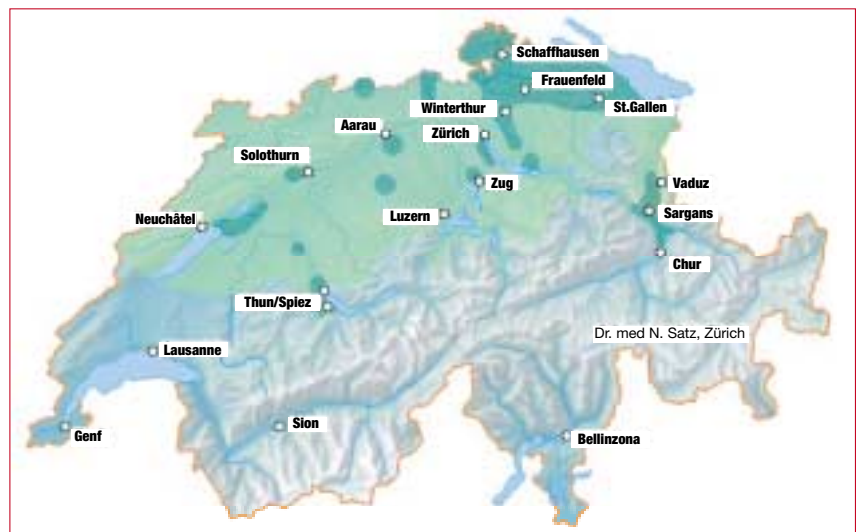 Schaffhausen
Frauenfeld
Winterthur
St.Gallen
Aarau
Zürich
Solothurn
Zug
Vaduz
Neuchâtel
Luzern
Sargans
Chur
Thun/Spiez
Dr. med N. Satz, Zürich
Lausanne
Genf
Sion
Bellinzona